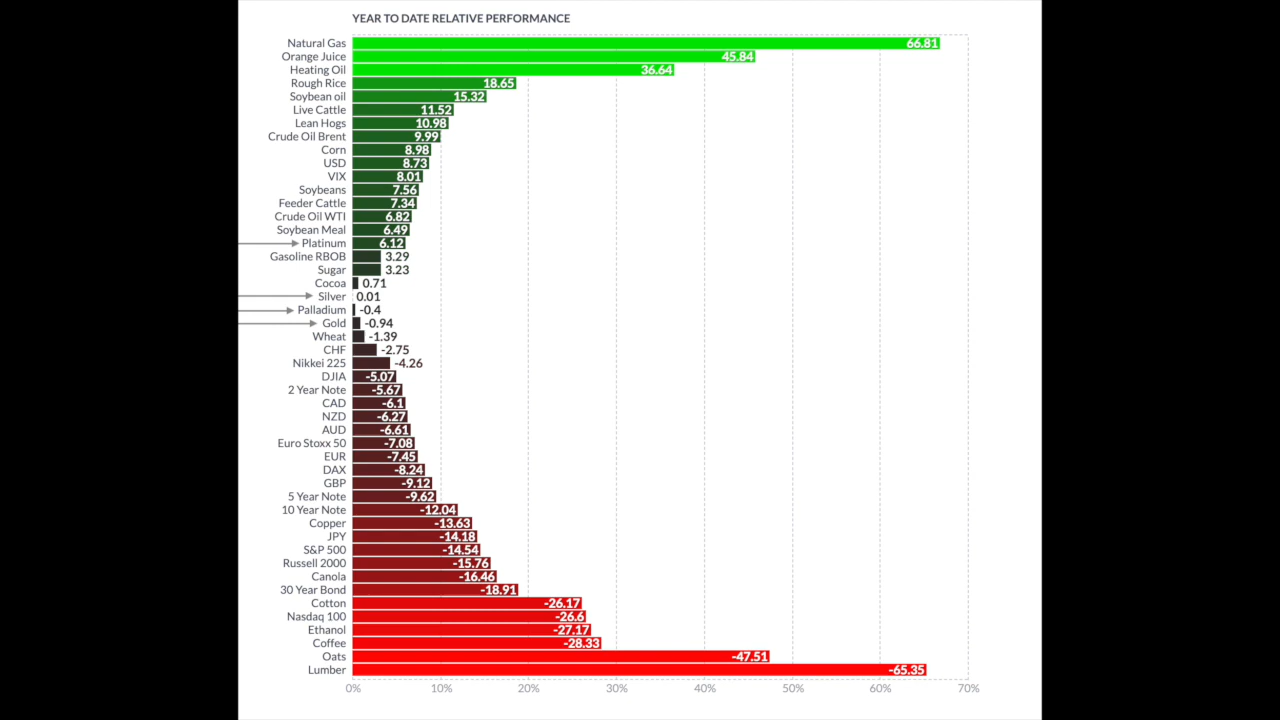 YEAR TO DATE RELATIVE PERFORMANCE
Natural Gas 66.81
Orange Juice 45.84
Heating Oil 36.64
Rough Rice 18.65
Soybean oil 15.32
Live Cattle 11.52
Lean Hogs 10.98
Crude Oil Brent 9.99
Corn 8.98
USD 8.73
VIX 8.01
Soybeans 7.56
Feeder Cattle 7.34
Crude Oil WTI 6.82
Soybean Meal 6.49
Platinum 6.12
Gasoline RBOB 3.29
Sugar 3.23
Cocoa 0.71
Silver 0.01
Palladium -0.4
Gold -0.94
Wheat -1.39
CHF -2.75
Nikkei 225 -4.26
DJIA -5.07
2 Year Note -5.67
CAD -6.1
NZD -6.27
AUD -6.61
Euro Stoxx 50 -7.08
EUR -7.45
DAX -8.24
GBP -9.12
5 Year Note -9.62
10 Year Note -12.04
Copper -13.63
JPY -14.18
S&P 500 -14.54
Russell 2000 -15.76
Canola -16.46
30 Year Bond -18.91
Cotton -26.17
Nasdaq 100 -26.6
Ethanol -27.17
Coffee -28.33
Oats -47.51
Lumber -65.35
0% 10% 20% 30% 40% 50% 60% 70%